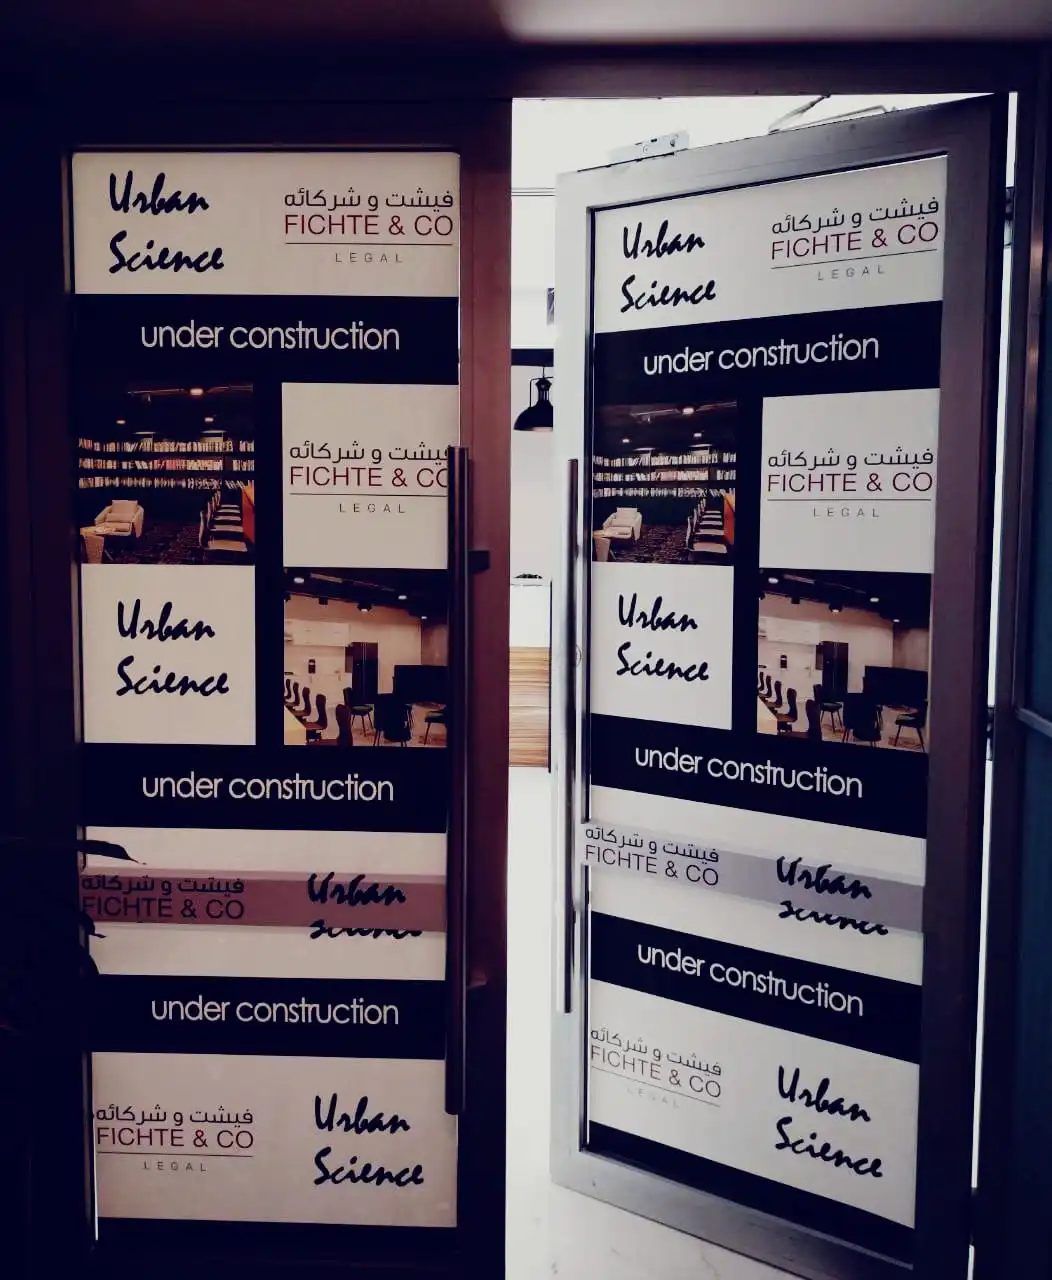 Urban
Science
فيشت و شركائه
FICHTE & CO
LEGAL
under construction
فيشت و شركائه
FICHTE & CO
LEGAL
Urban
Science
under construction
فيشت و شركائه
FICHTE & CO
Urban
Science
under construction
فيشت و شركائه
FICHTE & CO
LEGAL
Urban
Science
Urban
Science
فيشت و شركائه
FICHTE & CO
LEGAL
under construction
فيشت و شركائه
FICHTE & CO
LEGAL
Urban
Science
under construction
فيشت و شركائه
FICHTE & CO
Urban
Science
under construction
فيشت و شركائه
FICHTE & CO
LEGAL
Urban
Science